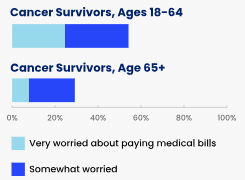 Cancer Survivors, Ages 18-64
Cancer Survivors, Age 65+
0% 20% 40% 60% 80% 100%
Very worried about paying medical bills
Somewhat worried